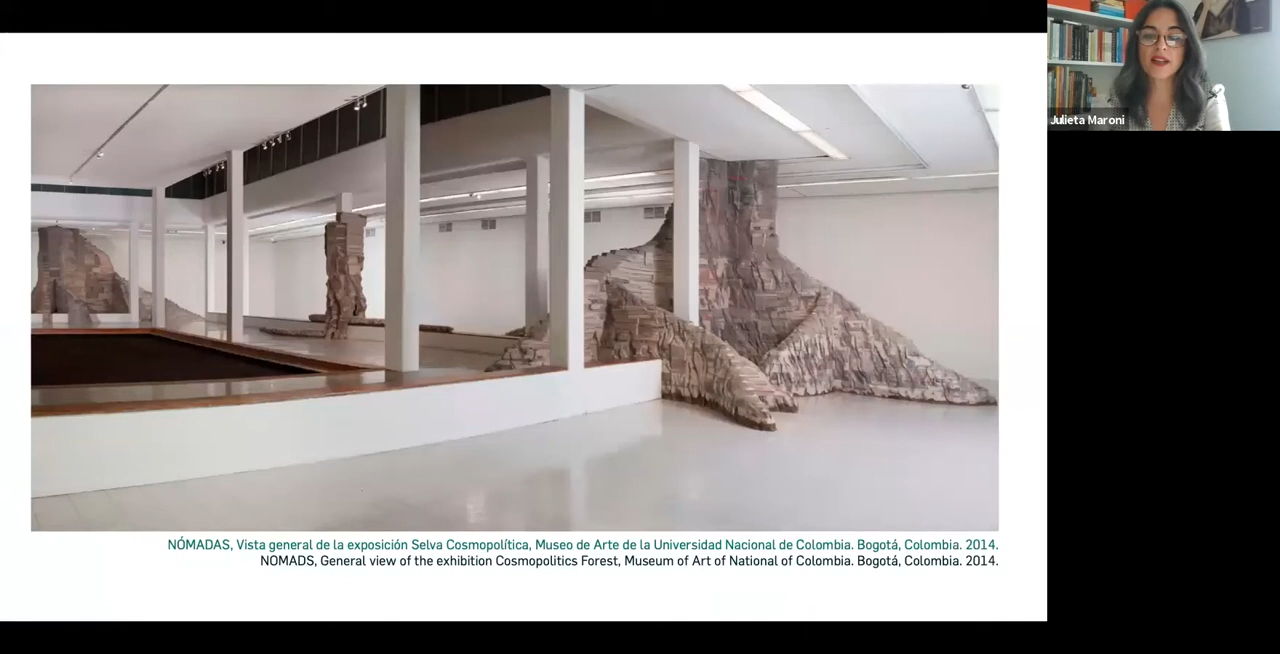 Julieta Maroni
NÓMADAS, Vista general de la exposición Selva Cosmopolítica, Museo de Arte de la Universidad Nacional de Colombia. Bogotá, Colombia. 2014.
NOMADS, General view of the exhibition Cosmopolitics Forest, Museum of Art of National of Colombia. Bogotá, Colombia. 2014.